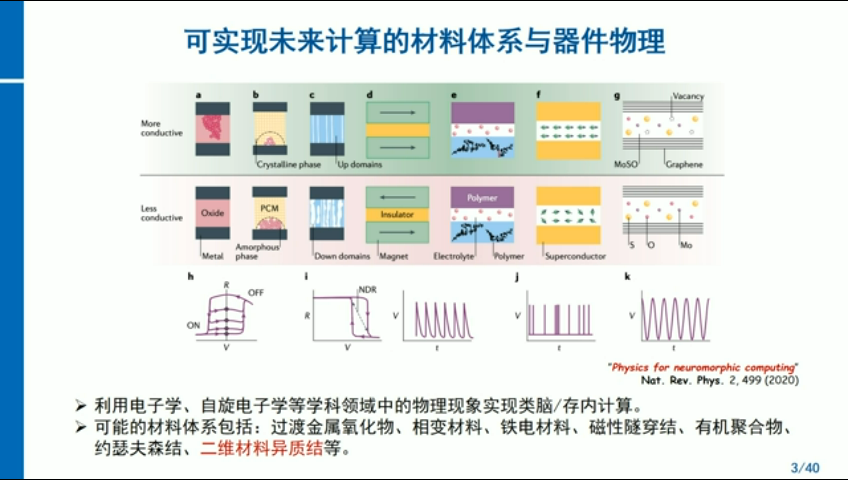 可实现未来计算的材料体系与器件物理
a b c d e f g
Vacancy
More
conductive
Crystalline phase
Up domains
MoSO
Graphene
Less
conductive
Oxide
PCM
Insulator
Polymer
Metal
Amorphous
phase
Down domains
Magnet
Electrolyte
Polymer
Superconductor
S
O
Mo
h i j k
R
OFF
ON
V
NDR
R
V
V
t
V
t
V
t
"Physics for neuromorphic computing"
Nat. Rev. Phys. 2, 499 (2020)
➢ 利用电子学、自旋电子学等学科领域中的物理现象实现类脑/存内计算。
➢ 可能的材料体系包括：过渡金属氧化物、相变材料、铁电材料、磁性隧穿结、有机聚合物、
约瑟夫森结、二维材料异质结等。
3/40